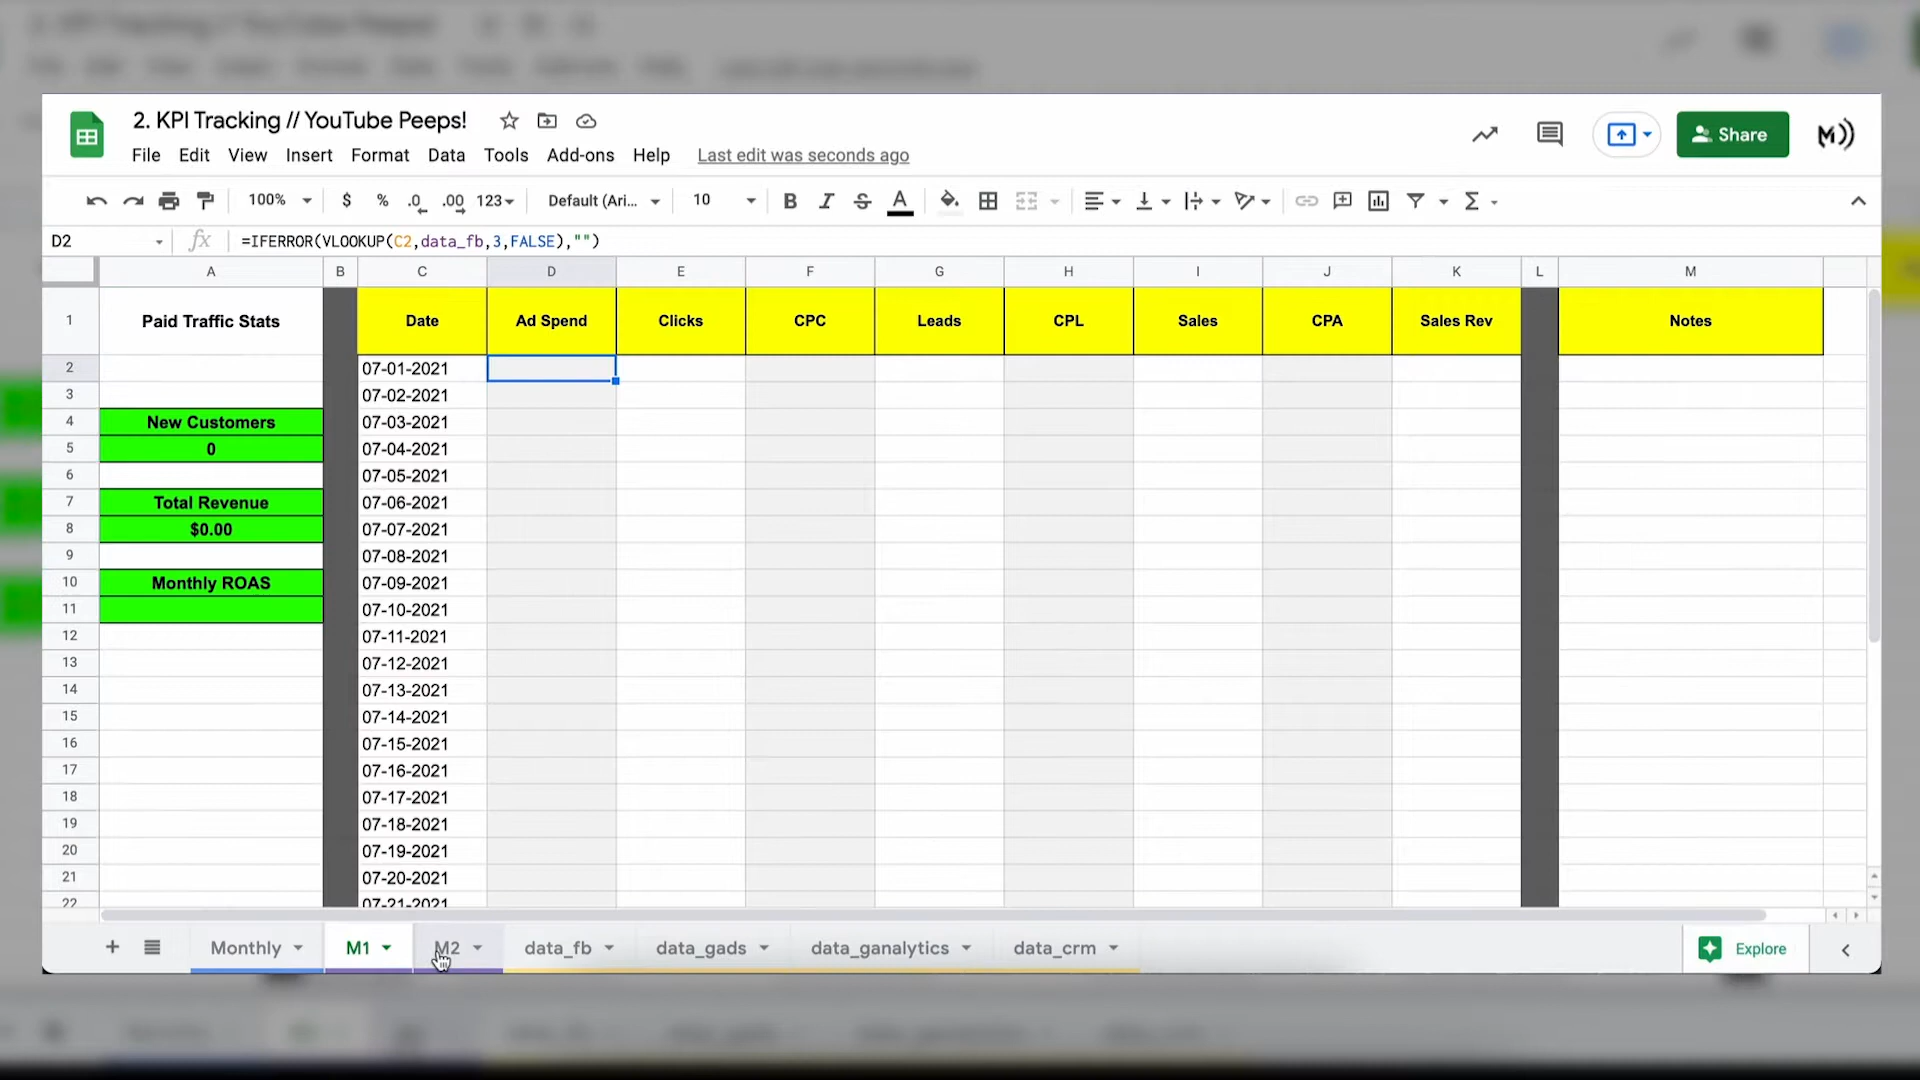 2. KPI Tracking // YouTube Peeps!
File Edit View Insert Format Data Tools Add-ons Help Last edit was seconds ago
Share
M))
100% $ % .0 .00 123 Default (Ari... 10 B I S A Σ
D2 fx =IFERROR(VLOOKUP(C2,data_fb,3,FALSE),"")
A B C D E F G H I J K L M
1 Paid Traffic Stats Date Ad Spend Clicks CPC Leads CPL Sales CPA Sales Rev Notes
2 07-01-2021
3 07-02-2021
4 New Customers 07-03-2021
5 0 07-04-2021
6 07-05-2021
7 Total Revenue 07-06-2021
8 $0.00 07-07-2021
9 07-08-2021
10 Monthly ROAS 07-09-2021
11 07-10-2021
12 07-11-2021
13 07-12-2021
14 07-13-2021
15 07-14-2021
16 07-15-2021
17 07-16-2021
18 07-17-2021
19 07-18-2021
20 07-19-2021
21 07-20-2021
22 07-21-2021
Monthly M1 M2 data_fb data_gads data_ganalytics data_crm Explore